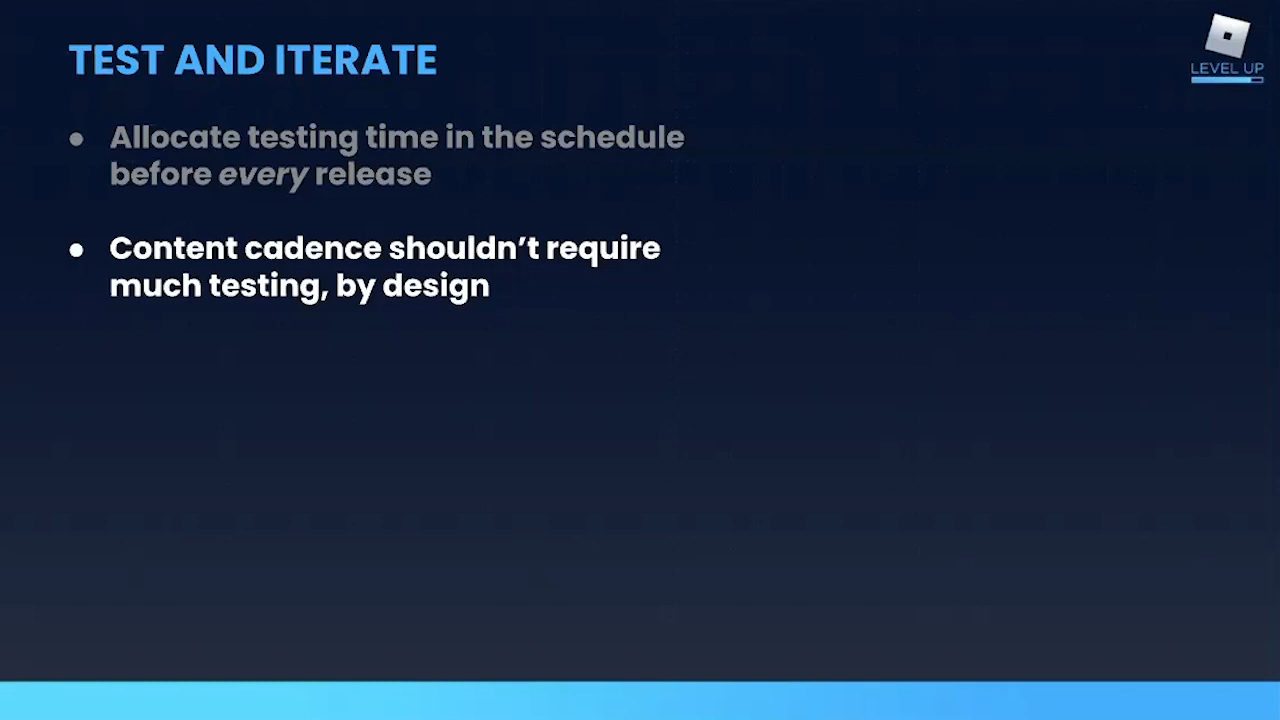 TEST AND ITERATE
LEVEL UP
● Allocate testing time in the schedule
before every release
● Content cadence shouldn’t require
much testing, by design